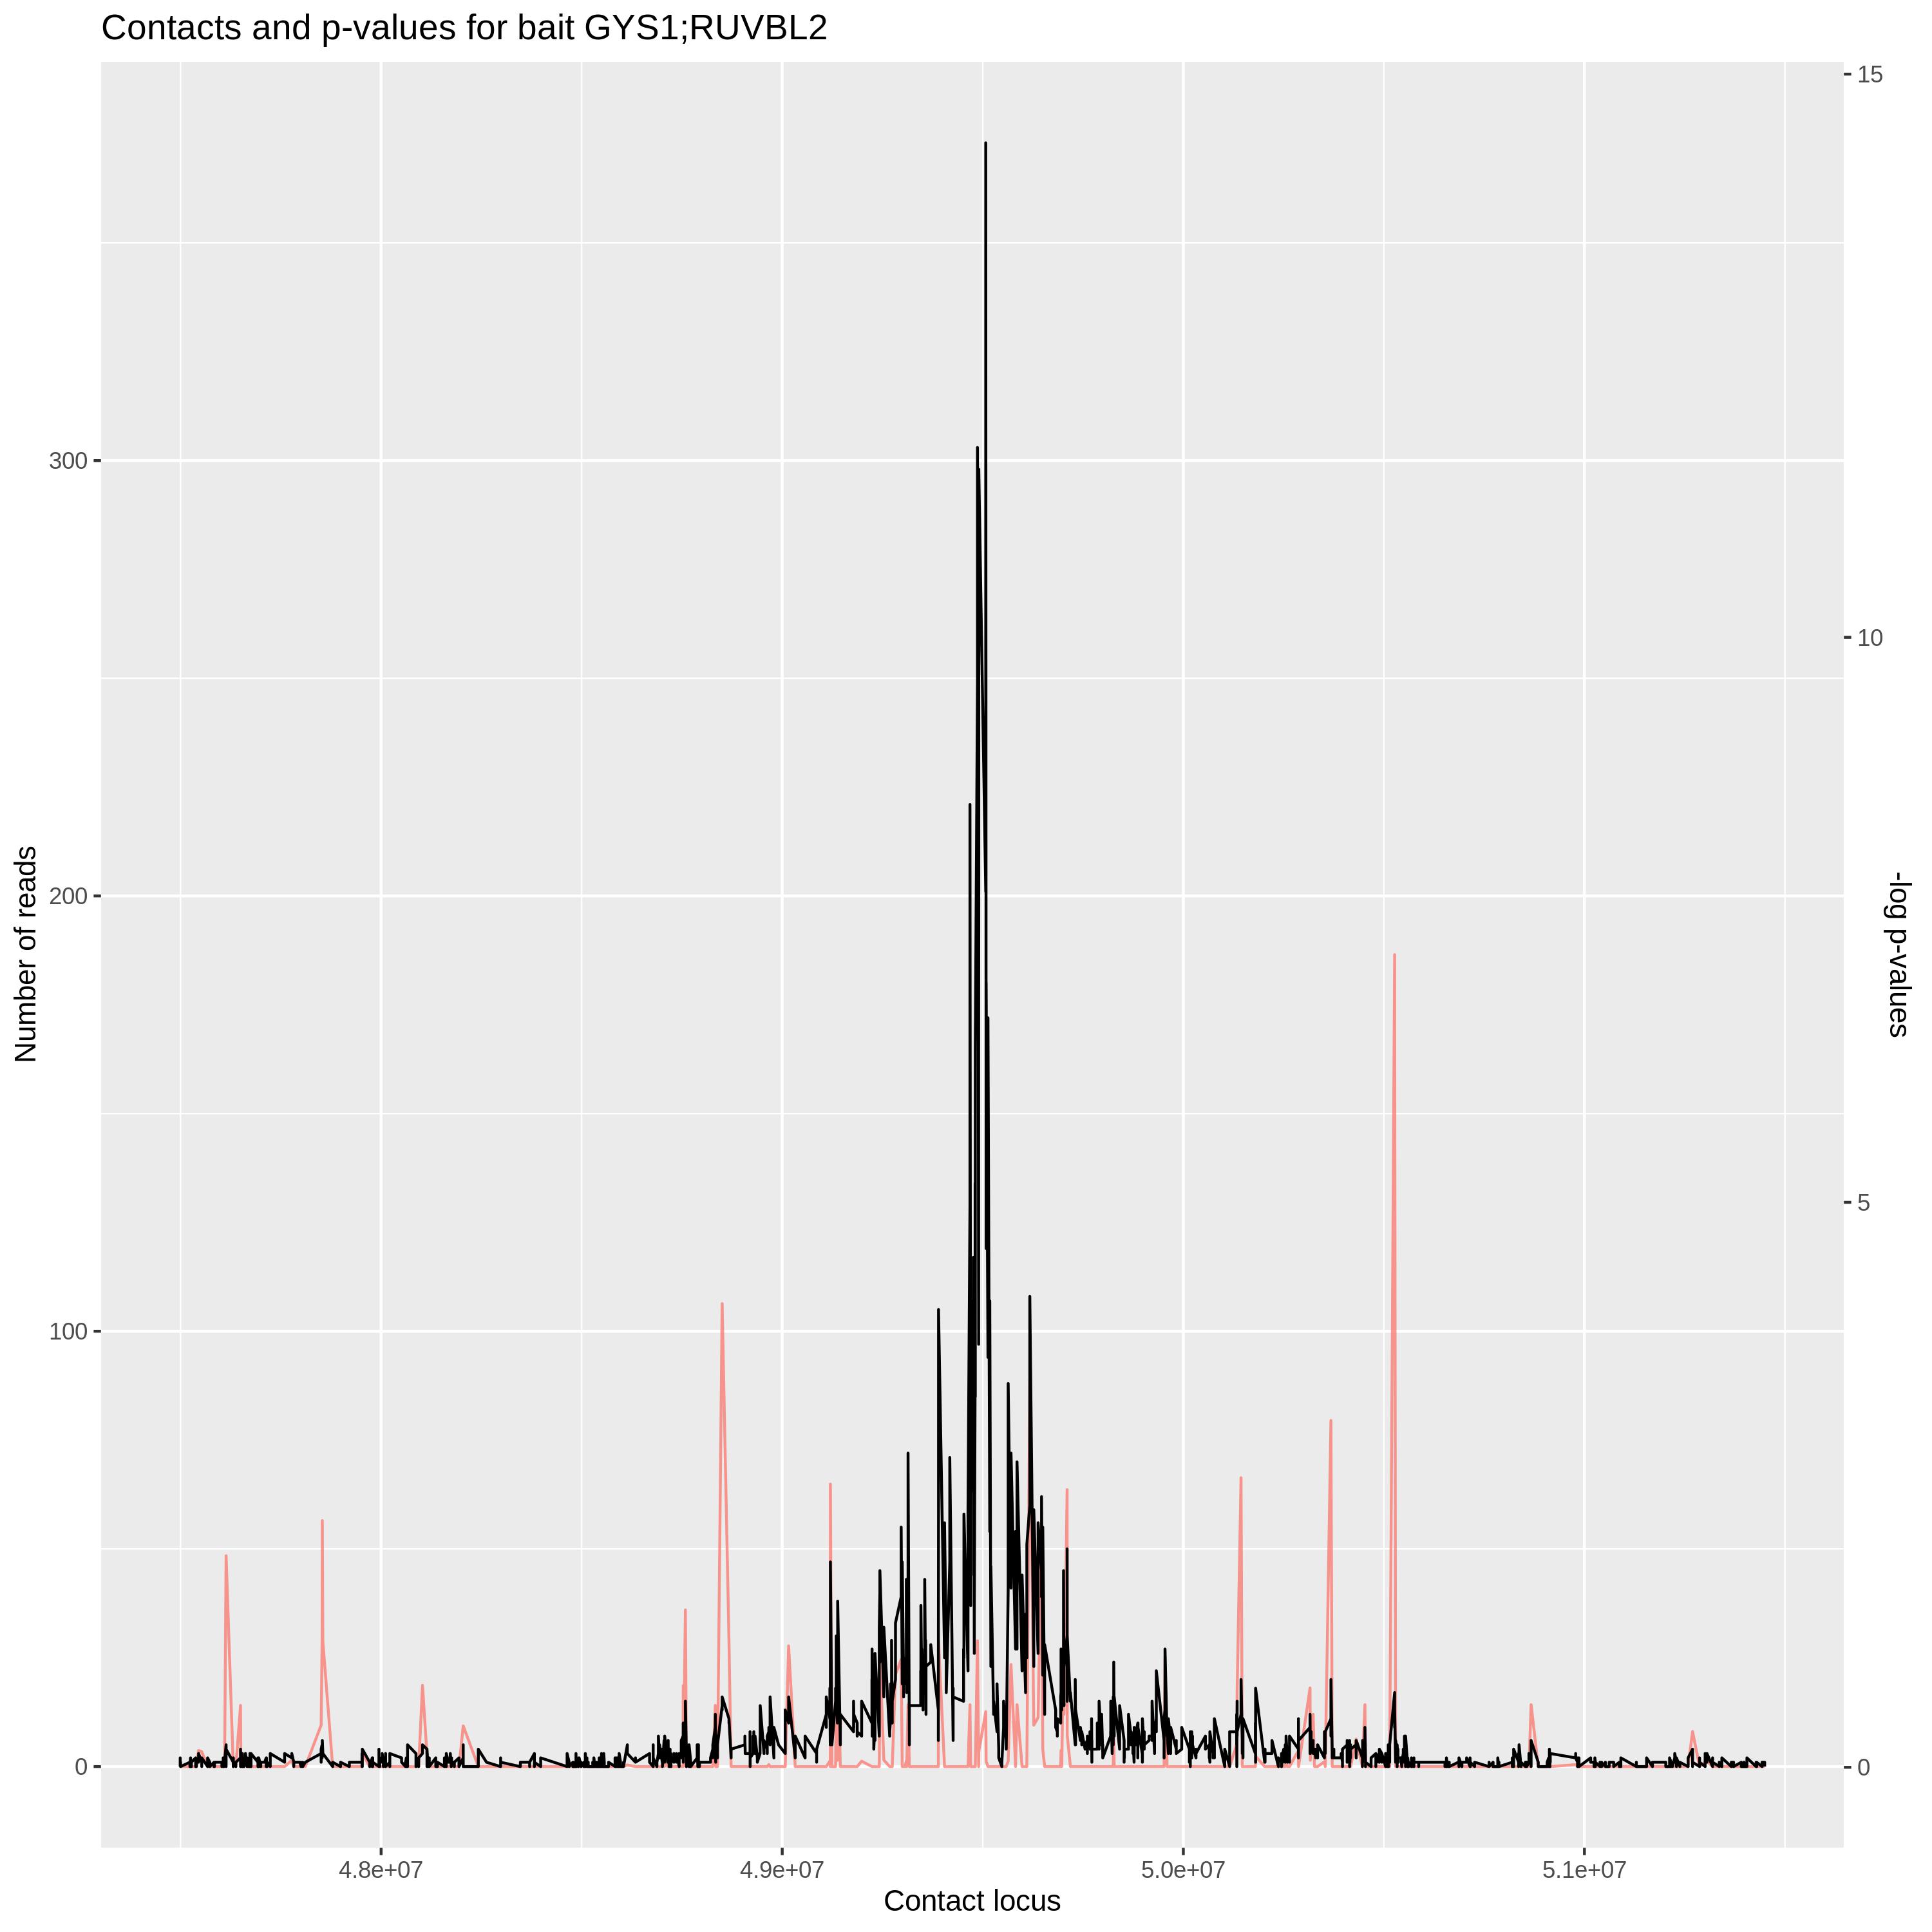 Contacts and p-values for bait GYS1;RUVBL2
15
300
10
Number of reads
200
-log p-values
5
100
0
0
4.8e+07
4.9e+07
5.0e+07
5.1e+07
Contact locus